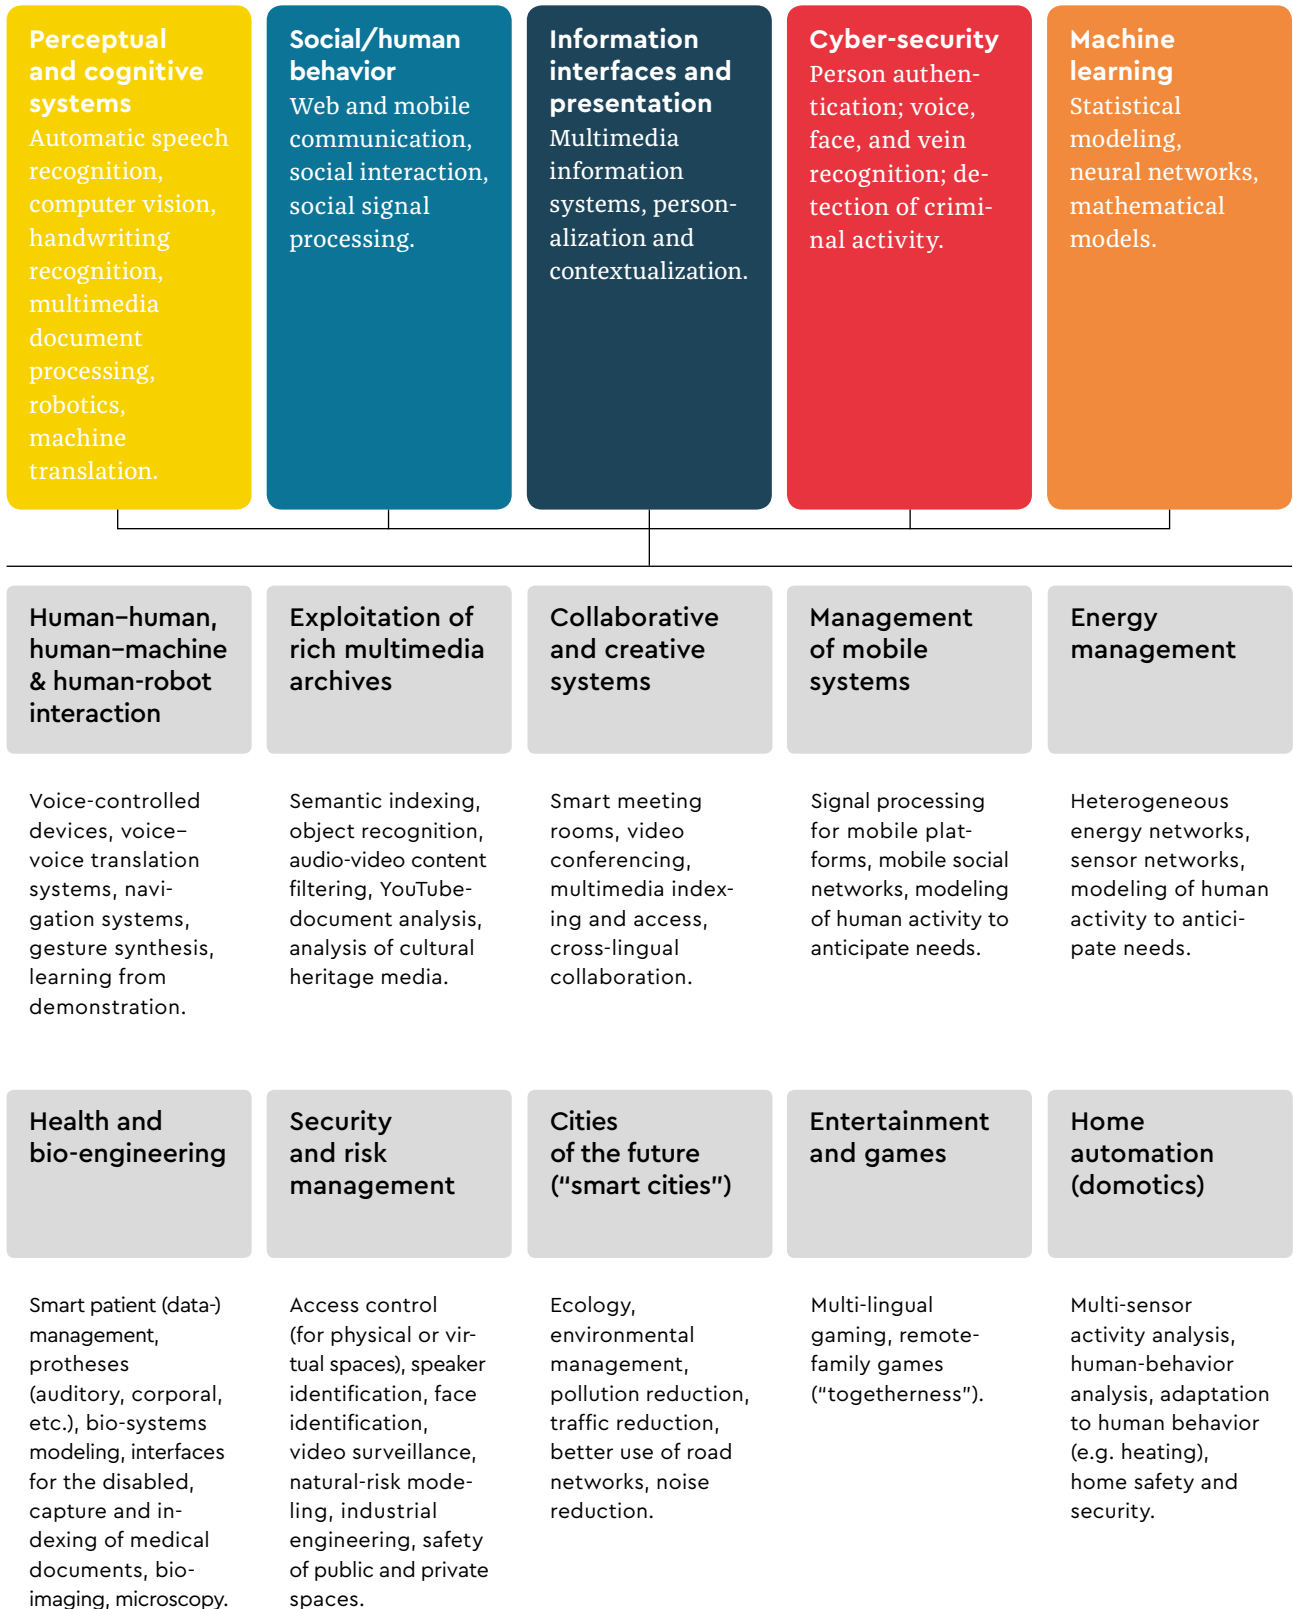 Perceptual
and cognitive
systems
Automatic speech
recognition,
computer vision,
handwriting
recognition,
multimedia
document
processing,
robotics,
machine
translation.
Social/human
behavior
Web and mobile
communication,
social interaction,
social signal
processing.
Information
interfaces and
presentation
Multimedia
information
systems, person-
alization and
contextualization.
Cyber-security
Person authen-
tication; voice,
face, and vein
recognition; de-
tection of crimi-
nal activity.
Machine
learning
Statistical
modeling,
neural networks,
mathematical
models.
Human–human,
human–machine
& human-robot
interaction
Voice-controlled
devices, voice–
voice translation
systems, navi-
gation systems,
gesture synthesis,
learning from
demonstration.
Exploitation of
rich multimedia
archives
Semantic indexing,
object recognition,
audio-video content
filtering, YouTube-
document analysis,
analysis of cultural
heritage media.
Collaborative
and creative
systems
Smart meeting
rooms, video
conferencing,
multimedia index-
ing and access,
cross-lingual
collaboration.
Management
of mobile
systems
Signal processing
for mobile plat-
forms, mobile social
networks, modeling
of human activity to
anticipate needs.
Energy
management
Heterogeneous
energy networks,
sensor networks,
modeling of human
activity to antici-
pate needs.
Health and
bio-engineering
Smart patient (data-)
management,
protheses
(auditory, corporal,
etc.), bio-systems
modeling, interfaces
for the disabled,
capture and in-
dexing of medical
documents, bio-
imaging, microscopy.
Security
and risk
management
Access control
(for physical or vir-
tual spaces), speaker
identification, face
identification,
video surveillance,
natural-risk mode-
ling, industrial
engineering, safety
of public and private
spaces.
Cities
of the future
(“smart cities”)
Ecology,
environmental
management,
pollution reduction,
traffic reduction,
better use of road
networks, noise
reduction.
Entertainment
and games
Multi-lingual
gaming, remote-
family games
(“togetherness”).
Home
automation
(domotics)
Multi-sensor
activity analysis,
human-behavior
analysis, adaptation
to human behavior
(e.g. heating),
home safety and
security.